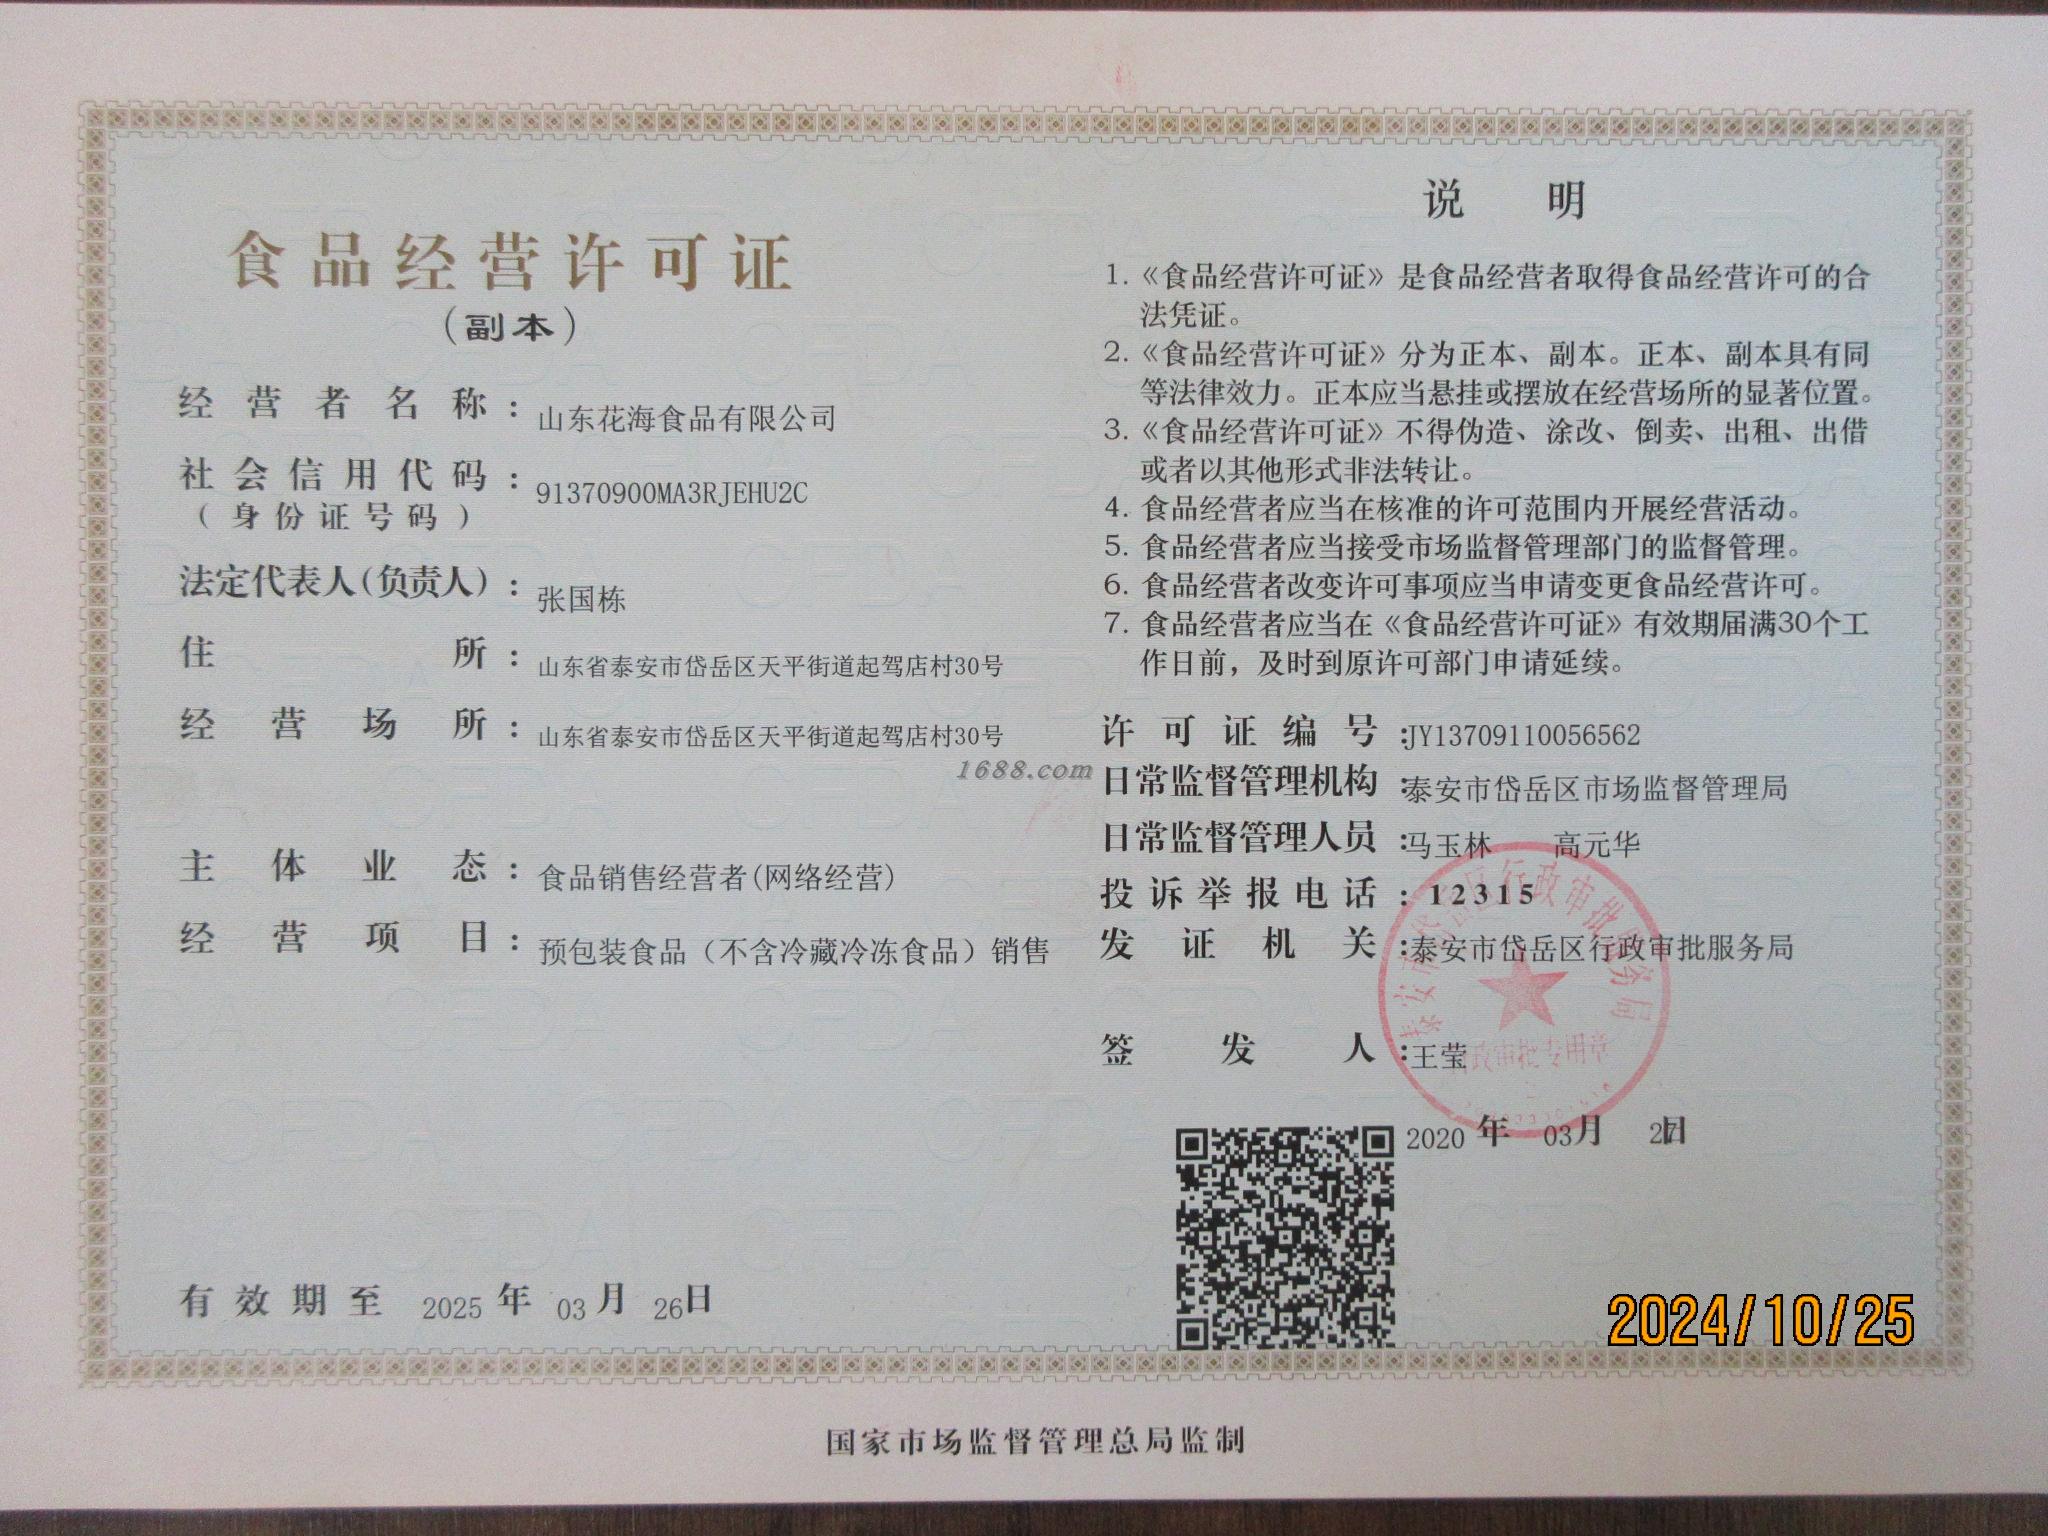 食品经营许可证
（副本）
经营者名称：山东花海食品有限公司
社会信用代码：91370900MA3RJEHU2C
（身份证号码）
法定代表人（负责人）：张国栋
住所：山东省泰安市岱岳区天平街道起驾店村30号
经营场所：山东省泰安市岱岳区天平街道起驾店村30号
主体业态：食品销售经营者(网络经营)
经营项目：预包装食品（不含冷藏冷冻食品）销售
有效期至 2025年03月26日
说明
1.《食品经营许可证》是食品经营者取得食品经营许可的合
法凭证。
2.《食品经营许可证》分为正本、副本。正本、副本具有同
等法律效力。正本应当悬挂或摆放在经营场所的显著位置。
3.《食品经营许可证》不得伪造、涂改、倒卖、出租、出借
或者以其他形式非法转让。
4. 食品经营者应当在核准的许可范围内开展经营活动。
5. 食品经营者应当接受市场监督管理部门的监督管理。
6. 食品经营者改变许可事项应当申请变更食品经营许可。
7. 食品经营者应当在《食品经营许可证》有效期届满30个工
作日前，及时到原许可部门申请延续。
许可证编号：JY13709110056562
日常监督管理机构：泰安市岱岳区市场监督管理局
日常监督管理人员：马玉林 高元华
投诉举报电话：12315
发证机关：泰安市岱岳区行政审批服务局
签发人：王莹
2020年03月27日
泰安市岱岳区行政审批服务局
行政审批专用章
1688.com
2024/10/25
国家市场监督管理总局监制